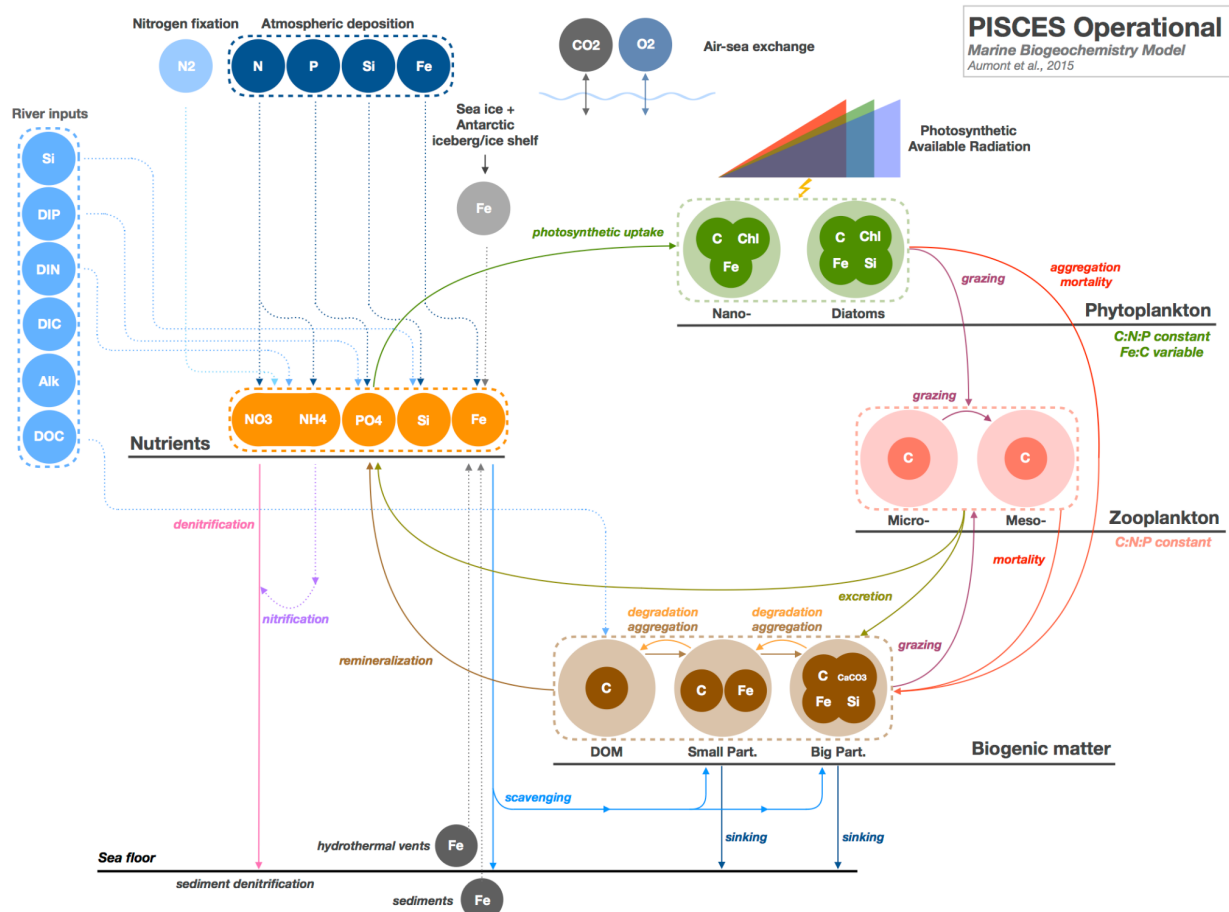 PISCES Operational
Marine Biogeochemistry Model
Aumont et al., 2015
Nitrogen fixation
Atmospheric deposition
N2
N
P
Si
Fe
CO2
O2
Air-sea exchange
River inputs
Si
DIP
DIN
DIC
Alk
DOC
Sea ice +
Antarctic
iceberg/ice shelf
Fe
Photosynthetic
Available Radiation
photosynthetic uptake
C
Chl
Fe
C
Chl
Fe
Si
Nano-
Diatoms
grazing
aggregation
mortality
Phytoplankton
C:N:P constant
Fe:C variable
NO3
NH4
PO4
Si
Fe
Nutrients
grazing
C
C
Micro-
Meso-
Zooplankton
C:N:P constant
denitrification
nitrification
mortality
excretion
grazing
remineralization
degradation
aggregation
degradation
aggregation
C
C
Fe
C
CaCO3
Fe
Si
DOM
Small Part.
Big Part.
Biogenic matter
scavenging
sinking
sinking
hydrothermal vents
Fe
Sea floor
sediment denitrification
sediments
Fe